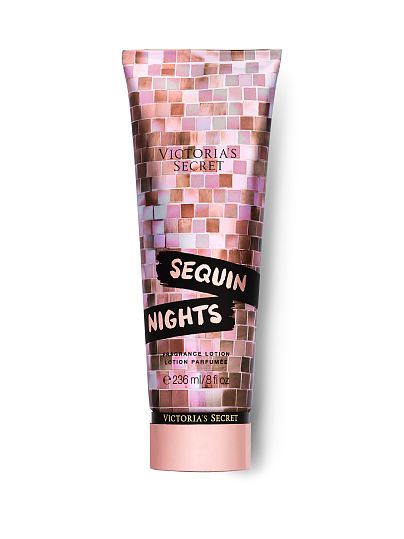 VICTORIA'S
SECRET
SEQUIN
NIGHTS
FRAGRANCE LOTION
LOTION PARFUMÉE
℮ 236 ml/8 fl oz
VICTORIA'S SECRET